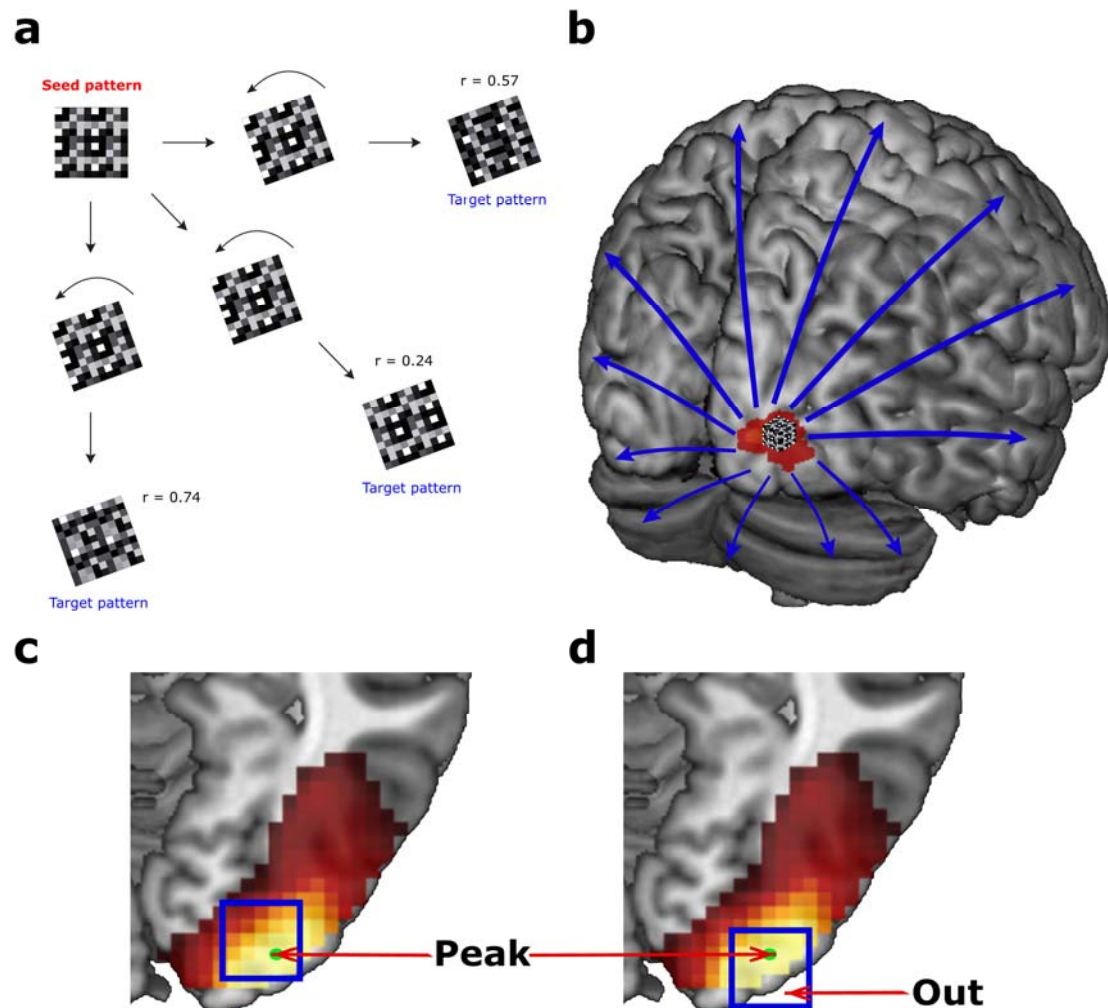 a
b
Seed pattern
r = 0.57
Target pattern
r = 0.24
Target pattern
r = 0.74
Target pattern
c
d
Peak
Out